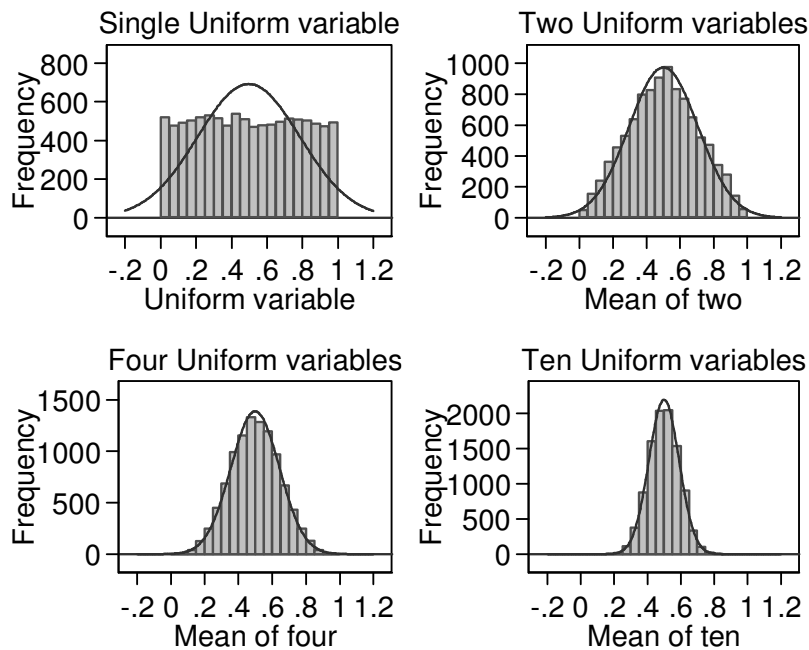 Single Uniform variable
Frequency
800
600
400
200
0
-.2 0 .2 .4 .6 .8 1 1.2
Uniform variable
Two Uniform variables
Frequency
1000
800
600
400
200
0
-.2 0 .2 .4 .6 .8 1 1.2
Mean of two
Four Uniform variables
Frequency
1500
1000
500
0
-.2 0 .2 .4 .6 .8 1 1.2
Mean of four
Ten Uniform variables
Frequency
2000
1500
1000
500
0
-.2 0 .2 .4 .6 .8 1 1.2
Mean of ten